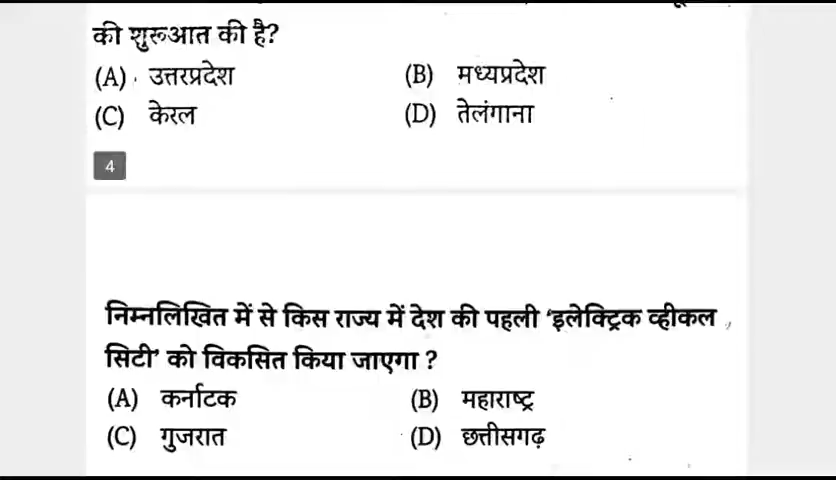 की शुरूआत की है?
(A) उत्तरप्रदेश (B) मध्यप्रदेश
(C) केरल (D) तेलंगाना
4
निम्नलिखित में से किस राज्य में देश की पहली ‘इलेक्ट्रिक व्हीकल
सिटी’ को विकसित किया जाएगा ?
(A) कर्नाटक (B) महाराष्ट्र
(C) गुजरात (D) छत्तीसगढ़